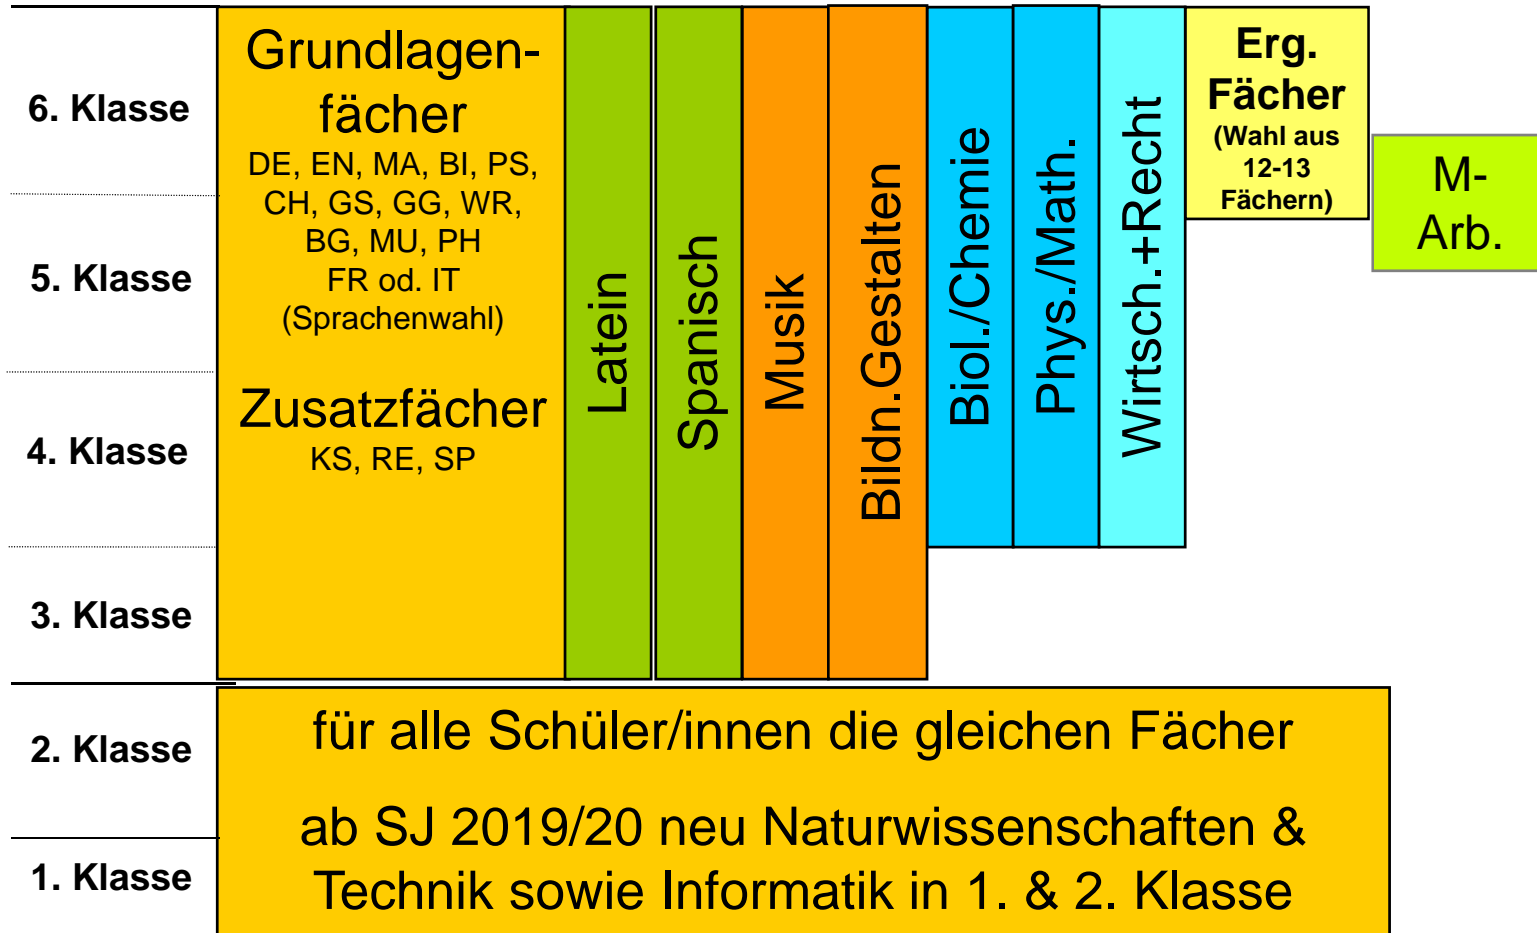 6. Klasse
5. Klasse
4. Klasse
3. Klasse
2. Klasse
1. Klasse
Grundlagen-
fächer
DE, EN, MA, BI, PS,
CH, GS, GG, WR,
BG, MU, PH
FR od. IT
(Sprachenwahl)
Zusatzfächer
KS, RE, SP
Latein
Spanisch
Musik
Bildn.Gestalten
Biol./Chemie
Phys./Math.
Wirtsch.+Recht
Erg.
Fächer
(Wahl aus
12-13
Fächern)
M-
Arb.
für alle Schüler/innen die gleichen Fächer
ab SJ 2019/20 neu Naturwissenschaften &
Technik sowie Informatik in 1. & 2. Klasse